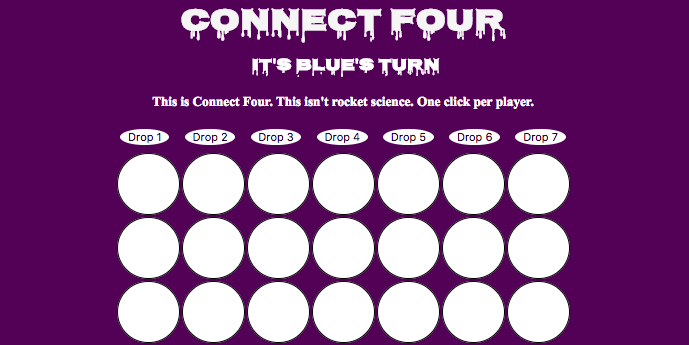 CONNECT FOUR
IT'S BLUE'S TURN
This is Connect Four. This isn't rocket science. One click per player.
Drop 1 Drop 2 Drop 3 Drop 4 Drop 5 Drop 6 Drop 7